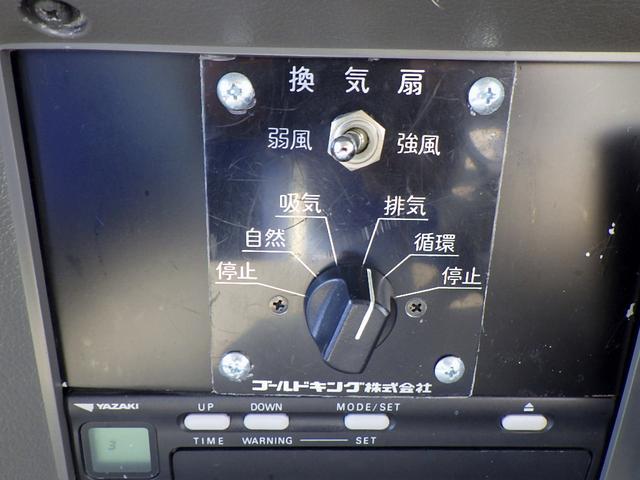 換気扇
弱風 強風
吸気 排気
自然 循環
停止 停止
ゴールドキング株式会社
YAZAKI UP DOWN MODE/SET ⏏
3 TIME WARNING SET